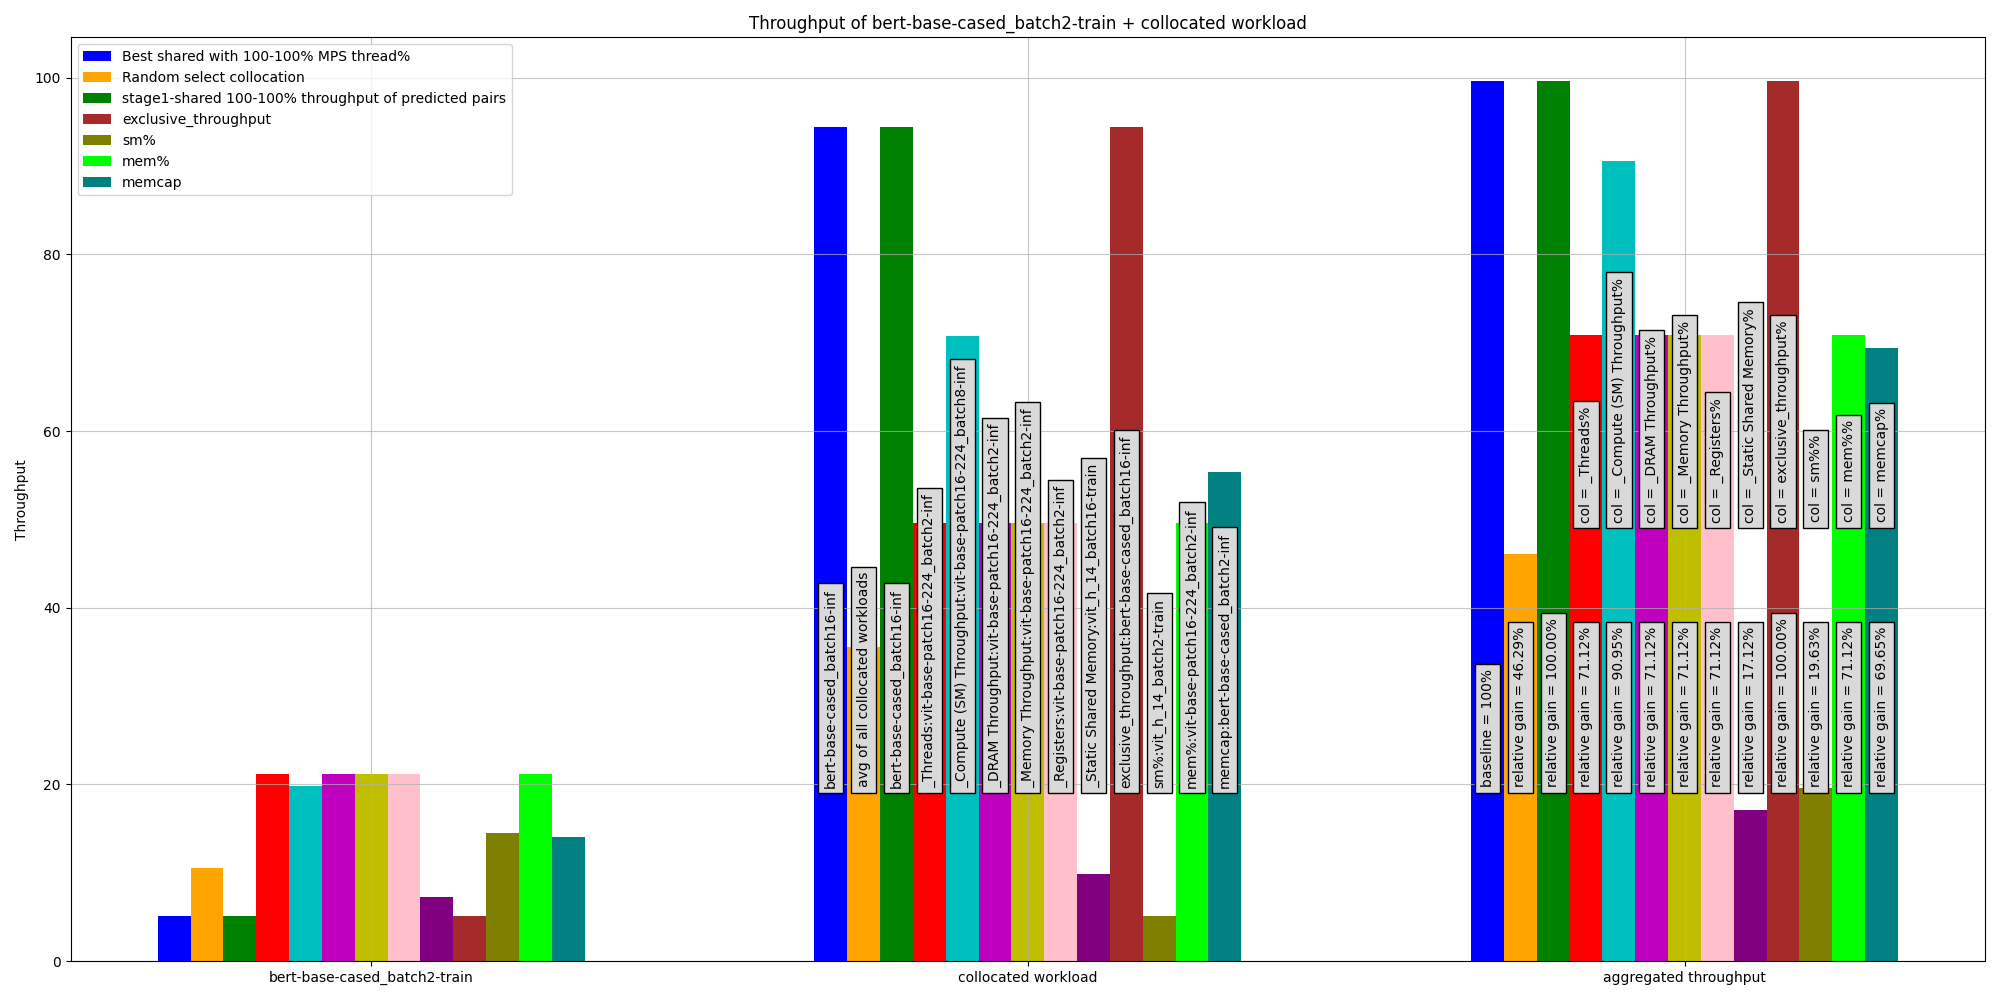 Throughput of bert-base-cased_batch2-train + collocated workload
Best shared with 100-100% MPS thread%
Random select collocation
stage1-shared 100-100% throughput of predicted pairs
exclusive_throughput
sm%
mem%
memcap
Throughput
100
80
60
40
20
0
bert-base-cased_batch16-inf
avg of all collocated workloads
bert-base-cased_batch16-inf
_Threads:vit-base-patch16-224_batch2-inf
_Compute (SM) Throughput:vit-base-patch16-224_batch8-inf
_DRAM Throughput:vit-base-patch16-224_batch2-inf
_Memory Throughput:vit-base-patch16-224_batch2-inf
_Registers:vit-base-patch16-224_batch2-inf
_Static Shared Memory:vit_h_14_batch16-train
exclusive_throughput:bert-base-cased_batch16-inf
sm%:vit_h_14_batch2-train
mem%:vit-base-patch16-224_batch2-inf
memcap:bert-base-cased_batch2-inf
col = _Threads%
col = _Compute (SM) Throughput%
col = _DRAM Throughput%
col = _Memory Throughput%
col = _Registers%
col = _Static Shared Memory%
col = exclusive_throughput%
col = sm%%
col = mem%%
col = memcap%
baseline = 100%
relative gain = 46.29%
relative gain = 100.00%
relative gain = 71.12%
relative gain = 90.95%
relative gain = 71.12%
relative gain = 71.12%
relative gain = 71.12%
relative gain = 17.12%
relative gain = 100.00%
relative gain = 19.63%
relative gain = 71.12%
relative gain = 69.65%
bert-base-cased_batch2-train
collocated workload
aggregated throughput